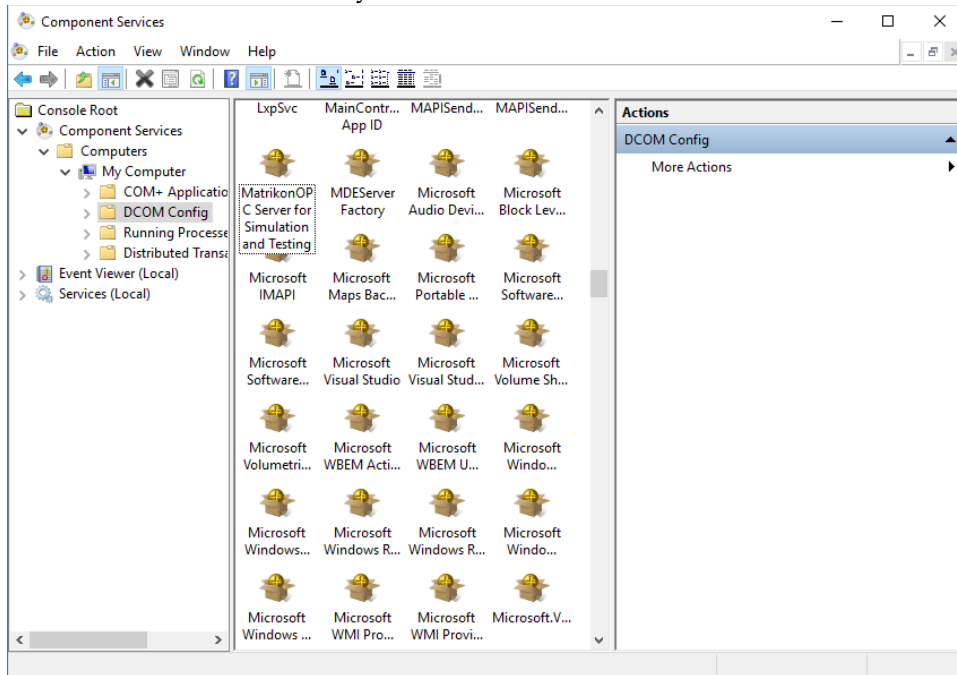 Component Services
File Action View Window Help
Console Root
Component Services
Computers
My Computer
COM+ Applicatio
DCOM Config
Running Processe
Distributed Transa
Event Viewer (Local)
Services (Local)
LxpSvc
MainContr...
App ID
MAPISend...
MAPISend...
MatrikonOP
C Server for
Simulation
and Testing
MDEServer
Factory
Microsoft
Audio Devi...
Microsoft
Block Lev...
Microsoft
IMAPI
Microsoft
Maps Bac...
Microsoft
Portable ...
Microsoft
Software...
Microsoft
Software...
Microsoft
Visual Studio
Microsoft
Visual Stud...
Microsoft
Volume Sh...
Microsoft
Volumetri...
Microsoft
WBEM Acti...
Microsoft
WBEM U...
Microsoft
Windo...
Microsoft
Windows...
Microsoft
Windows R...
Microsoft
Windows R...
Microsoft
Windo...
Microsoft
Windows ...
Microsoft
WMI Pro...
Microsoft
WMI Provi...
Microsoft.V...
Actions
DCOM Config
More Actions